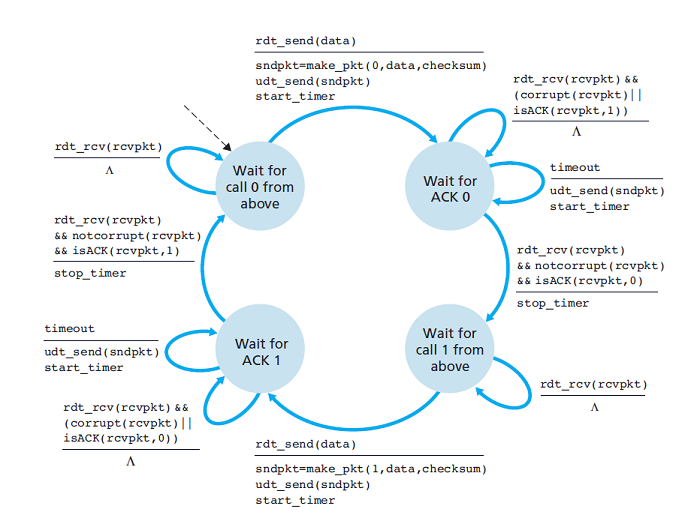 rdt_send(data)
sndpkt=make_pkt(0,data,checksum)
udt_send(sndpkt)
start_timer
rdt_rcv(rcvpkt) &&
(corrupt(rcvpkt)||
isACK(rcvpkt,1))
Λ
rdt_rcv(rcvpkt)
Λ
Wait for
call 0 from
above
Wait for
ACK 0
timeout
udt_send(sndpkt)
start_timer
rdt_rcv(rcvpkt)
&& notcorrupt(rcvpkt)
&& isACK(rcvpkt,1)
stop_timer
rdt_rcv(rcvpkt)
&& notcorrupt(rcvpkt)
&& isACK(rcvpkt,0)
stop_timer
timeout
udt_send(sndpkt)
start_timer
Wait for
ACK 1
Wait for
call 1 from
above
rdt_rcv(rcvpkt)
Λ
rdt_rcv(rcvpkt) &&
(corrupt(rcvpkt)||
isACK(rcvpkt,0))
Λ
rdt_send(data)
sndpkt=make_pkt(1,data,checksum)
udt_send(sndpkt)
start_timer